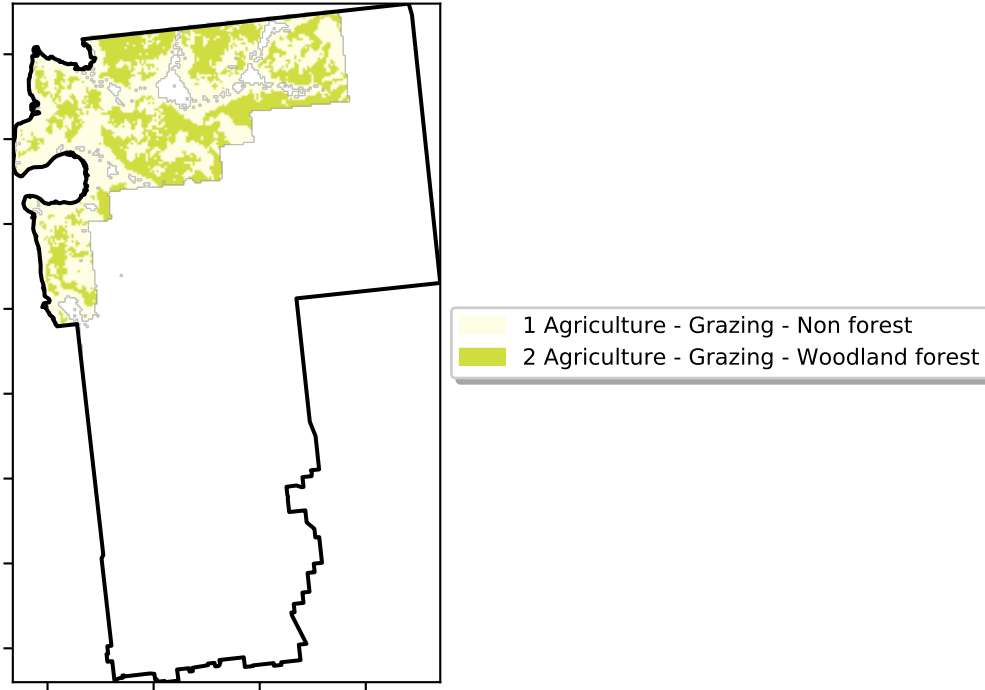 1 Agriculture - Grazing - Non forest
2 Agriculture - Grazing - Woodland forest